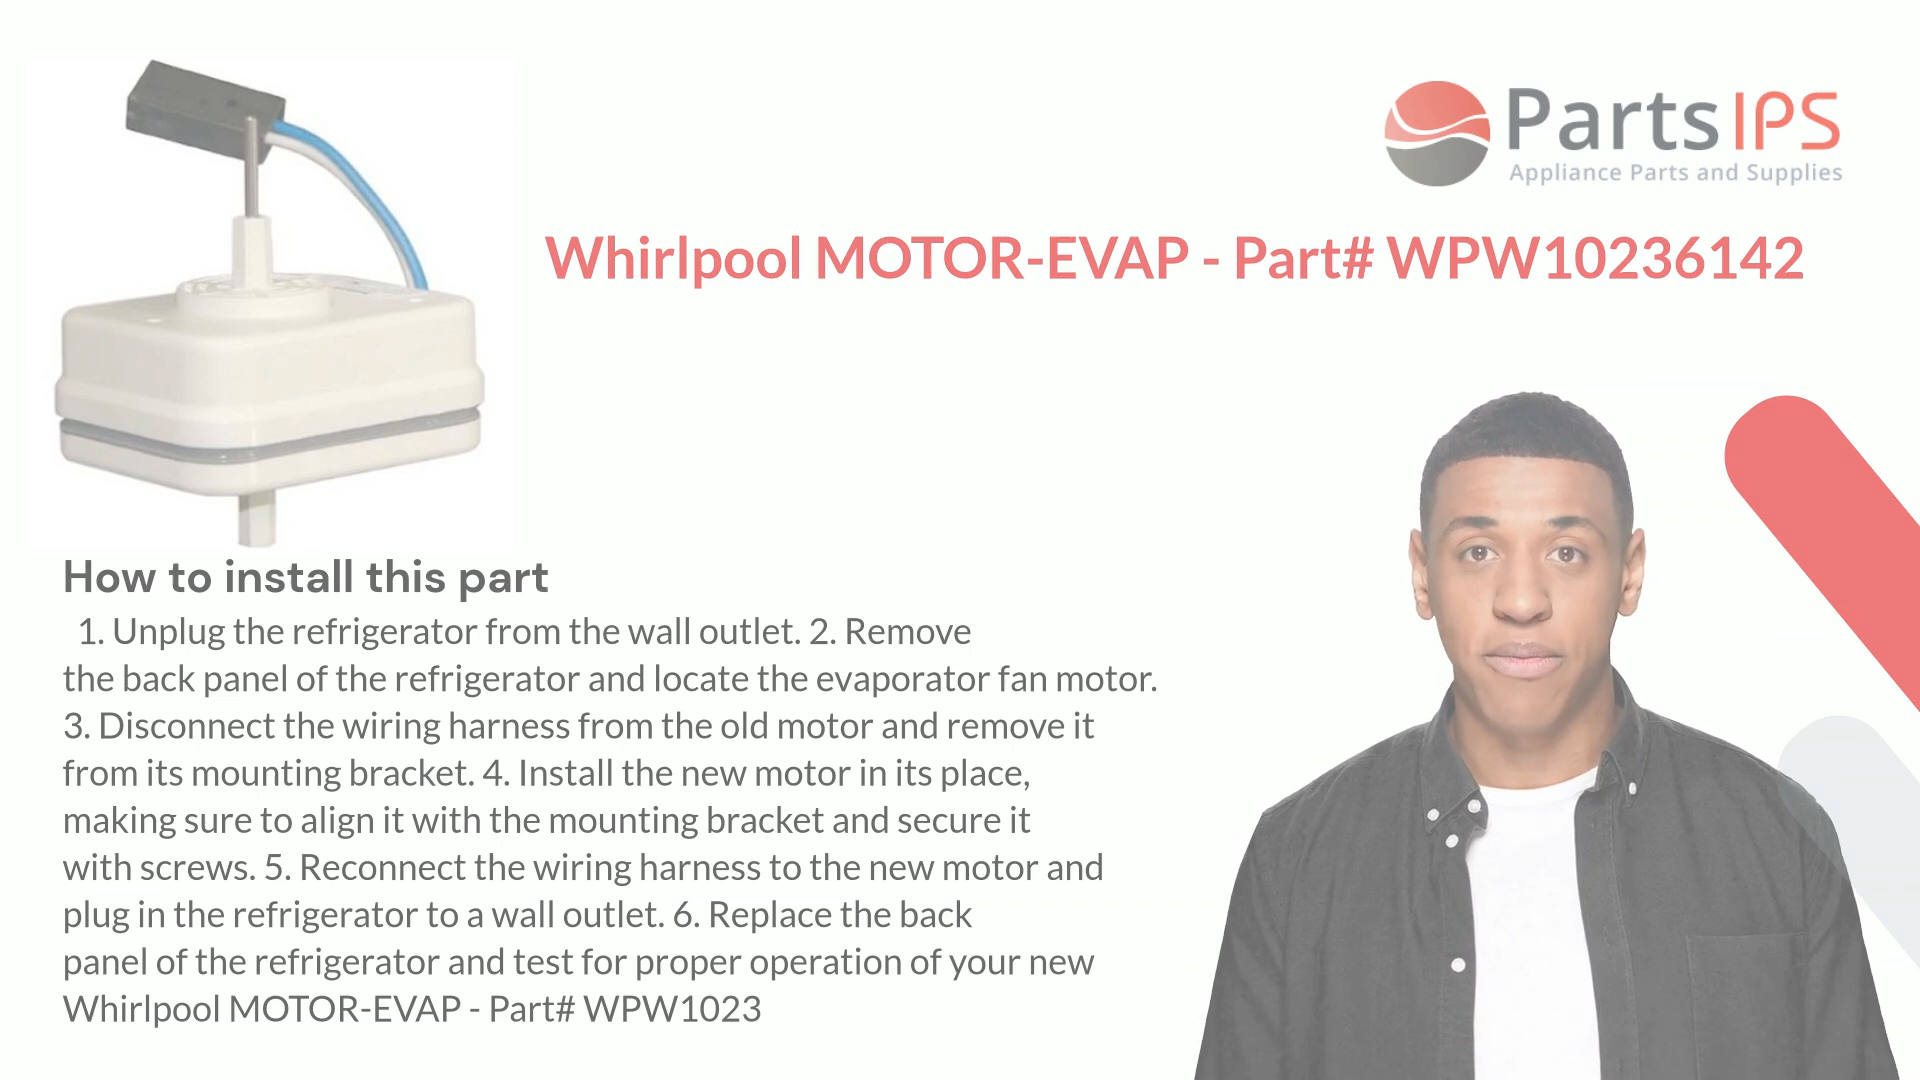 Parts IPS
Appliance Parts and Supplies
Whirlpool MOTOR-EVAP - Part# WPW10236142
How to install this part
1. Unplug the refrigerator from the wall outlet. 2. Remove
the back panel of the refrigerator and locate the evaporator fan motor.
3. Disconnect the wiring harness from the old motor and remove it
from its mounting bracket. 4. Install the new motor in its place,
making sure to align it with the mounting bracket and secure it
with screws. 5. Reconnect the wiring harness to the new motor and
plug in the refrigerator to a wall outlet. 6. Replace the back
panel of the refrigerator and test for proper operation of your new
Whirlpool MOTOR-EVAP - Part# WPW1023